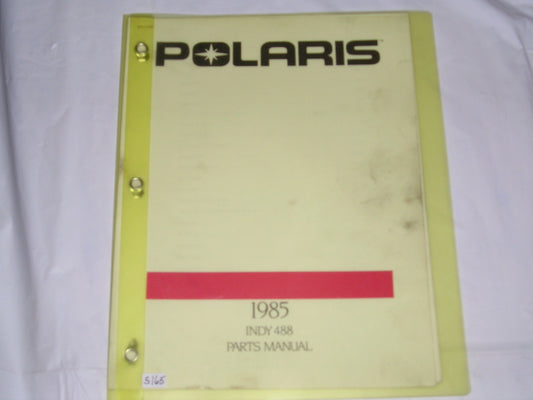 POLARIS
1985
INDY 488
PARTS MANUAL
S165